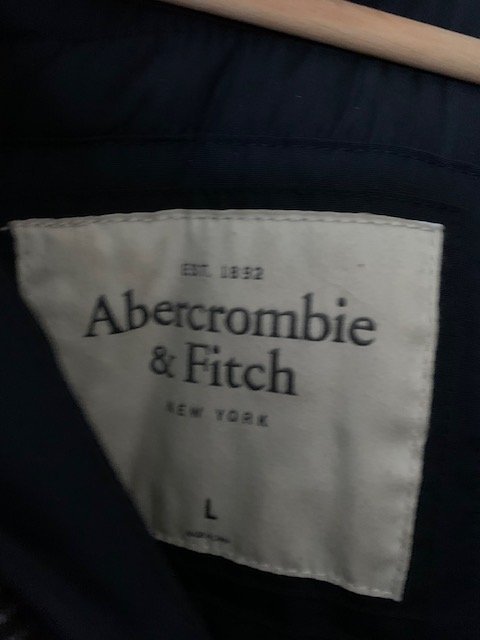 EST. 1892
Abercrombie
& Fitch
NEW YORK
L